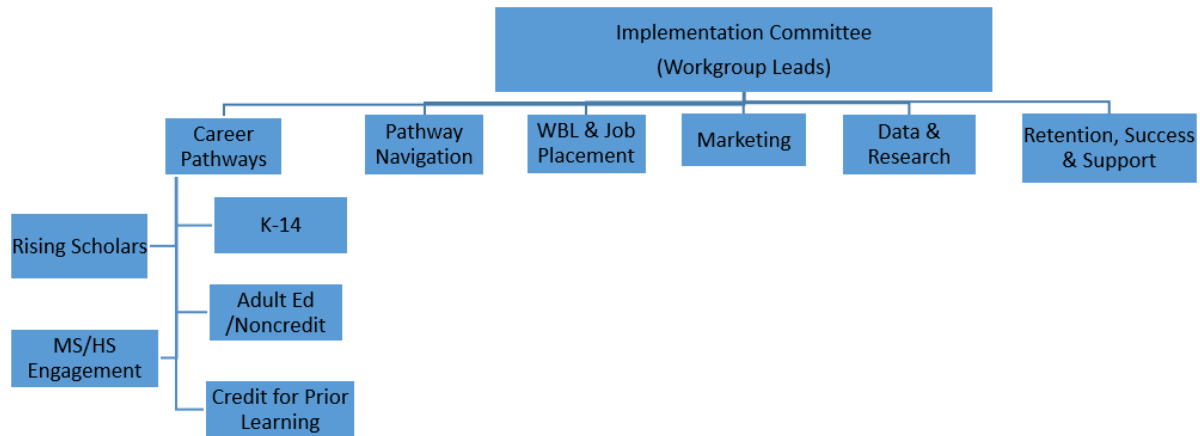 Implementation Committee
(Workgroup Leads)
Career
Pathways
Pathway
Navigation
WBL & Job
Placement
Marketing
Data &
Research
Retention, Success
& Support
Rising Scholars
K-14
Adult Ed
/Noncredit
MS/HS
Engagement
Credit for Prior
Learning